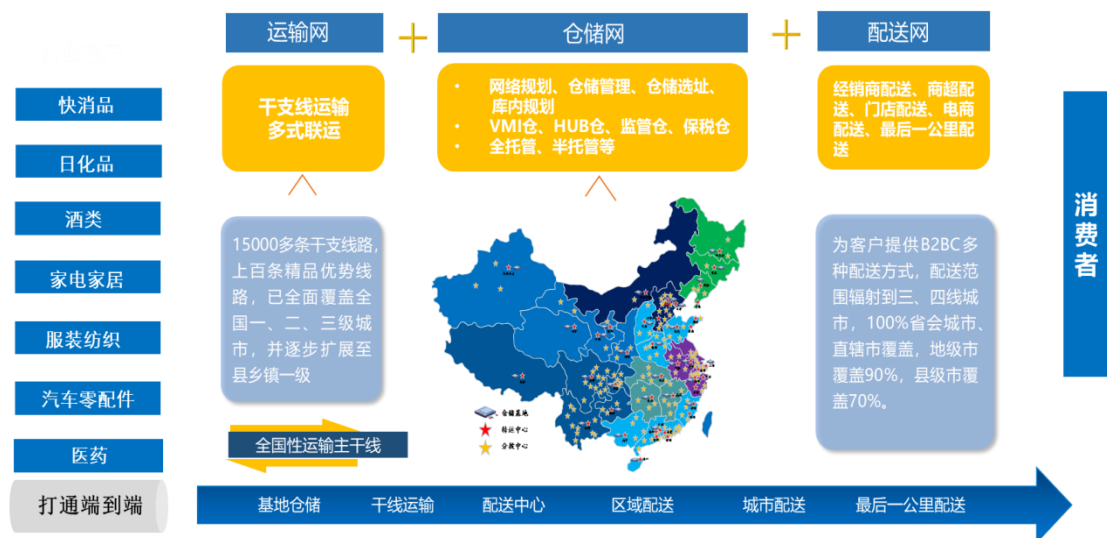 运输网
仓储网
配送网
干支线运输
多式联运
• 网络规划、仓储管理、仓储选址、
库内规划
• VMI仓、HUB仓、监管仓、保税仓
• 全托管、半托管等
经销商配送、商超配
送、门店配送、电商
配送、最后一公里配
送
快消品
日化品
酒类
家电家居
服装纺织
汽车零配件
医药
打通端到端
15000多条干支线路,
上百条精品优势线
路，已全面覆盖全
国一、二、三级城
市，并逐步扩展至
县乡镇一级
全国性运输主干线
仓储基地
转运中心
分拨中心
为客户提供B2BC多
种配送方式，配送范
围辐射到三、四线城
市，100%省会城市、
直辖市覆盖，地级市
覆盖90%，县级市覆
盖70%。
消费者
基地仓储
干线运输
配送中心
区域配送
城市配送
最后一公里配送